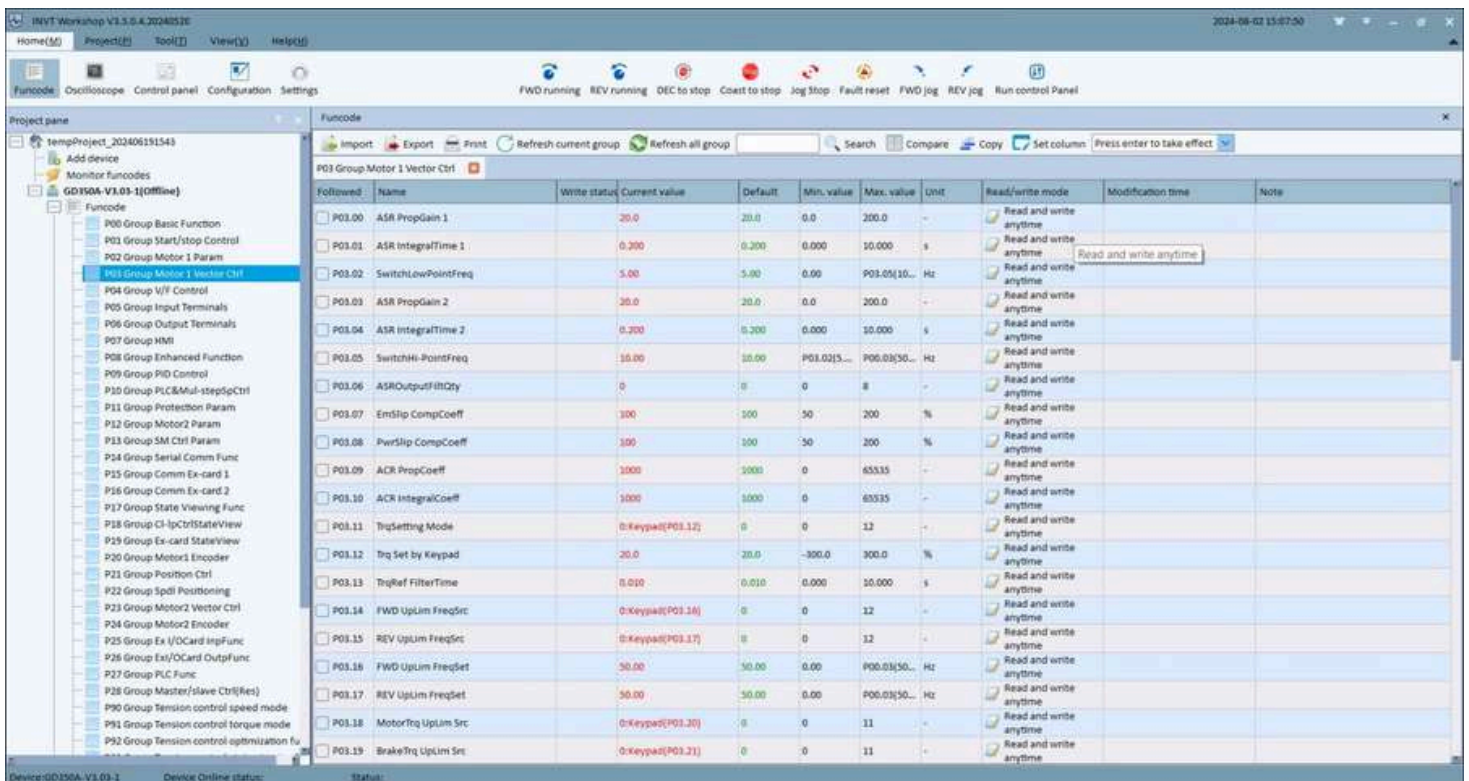 INVT Workshop V3.5.0.4.20240520 2024-08-02 15:07:50
Home(M) Project(P) Tool(T) View(V) Help(H)
Funcode Oscilloscope Control panel Configuration Settings FWD running REV running DEC to stop Coast to stop Jog Stop Fault reset FWD jog REV jog Run control Panel
Project pane
tempProject_202406191543
Add device
Monitor funcodes
GD350A-V3.03-1(Offline)
Funcode
P00 Group Basic Function
P01 Group Start/stop Control
P02 Group Motor 1 Param
P03 Group Motor 1 Vector Ctrl
P04 Group V/F Control
P05 Group Input Terminals
P06 Group Output Terminals
P07 Group HMI
P08 Group Enhanced Function
P09 Group PID Control
P10 Group PLC&Mul-stepSpCtrl
P11 Group Protection Param
P12 Group Motor2 Param
P13 Group SM Ctrl Param
P14 Group Serial Comm Func
P15 Group Comm Ex-card 1
P16 Group Comm Ex-card 2
P17 Group State Viewing Func
P18 Group Cl-lpCtrlStateView
P19 Group Ex-card StateView
P20 Group Motor1 Encoder
P21 Group Position Ctrl
P22 Group Spdl Positioning
P23 Group Motor2 Vector Ctrl
P24 Group Motor2 Encoder
P25 Group Ex I/OCard InpFunc
P26 Group ExI/OCard OutpFunc
P27 Group PLC Func
P28 Group Master/slave Ctrl(Res)
P90 Group Tension control speed mode
P91 Group Tension control torque mode
P92 Group Tension control optimization fu
Funcode
Import Export Print Refresh current group Refresh all group Search Compare Copy Set column Press enter to take effect
P03 Group Motor 1 Vector Ctrl
Followed Name Write status Current value Default Min. value Max. value Unit Read/write mode Modification time Note
P03.00 ASR PropGain 1 20.0 20.0 0.0 200.0 - Read and write anytime
P03.01 ASR IntegralTime 1 0.200 0.200 0.000 10.000 s Read and write anytime
Read and write anytime
P03.02 SwitchLowPointFreq 5.00 5.00 0.00 P03.05(10... Hz Read and write anytime
P03.03 ASR PropGain 2 20.0 20.0 0.0 200.0 - Read and write anytime
P03.04 ASR IntegralTime 2 0.200 0.200 0.000 10.000 s Read and write anytime
P03.05 SwitchHi-PointFreq 10.00 10.00 P03.02(5.... P00.03(50... Hz Read and write anytime
P03.06 ASROutputFiltQty 0 0 0 8 - Read and write anytime
P03.07 EmSlip CompCoeff 100 100 50 200 % Read and write anytime
P03.08 PwrSlip CompCoeff 100 100 50 200 % Read and write anytime
P03.09 ACR PropCoeff 1000 1000 0 65535 - Read and write anytime
P03.10 ACR IntegralCoeff 1000 1000 0 65535 - Read and write anytime
P03.11 TrqSetting Mode 0:Keypad(P03.12) 0 0 12 - Read and write anytime
P03.12 Trq Set by Keypad 20.0 20.0 -300.0 300.0 % Read and write anytime
P03.13 TrqRef FilterTime 0.010 0.010 0.000 10.000 s Read and write anytime
P03.14 FWD UpLim FreqSrc 0:Keypad(P03.16) 0 0 12 - Read and write anytime
P03.15 REV UpLim FreqSrc 0:Keypad(P03.17) 0 0 12 - Read and write anytime
P03.16 FWD UpLim FreqSet 50.00 50.00 0.00 P00.03(50... Hz Read and write anytime
P03.17 REV UpLim FreqSet 50.00 50.00 0.00 P00.03(50... Hz Read and write anytime
P03.18 MotorTrq UpLim Src 0:Keypad(P03.20) 0 0 11 - Read and write anytime
P03.19 BrakeTrq UpLim Src 0:Keypad(P03.21) 0 0 11 - Read and write anytime
Device:GD350A-V3.03-1 Device Online status: Status: